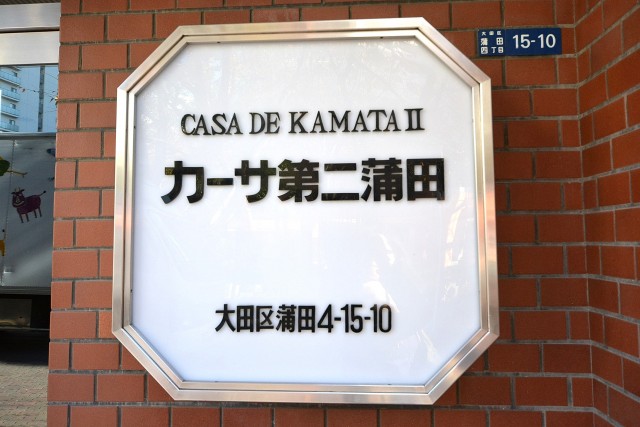 大田区
蒲田
四丁目
15-10
CASA DE KAMATA II
カーサ第二蒲田
大田区蒲田4-15-10